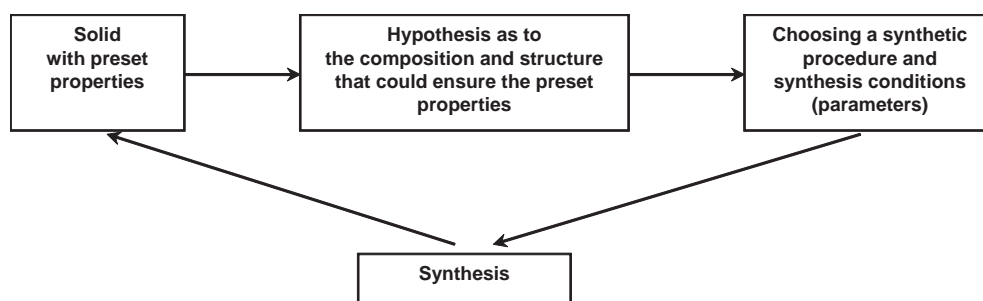 Solid
with preset
properties
Hypothesis as to
the composition and structure
that could ensure the preset
properties
Choosing a synthetic
procedure and
synthesis conditions
(parameters)
Synthesis